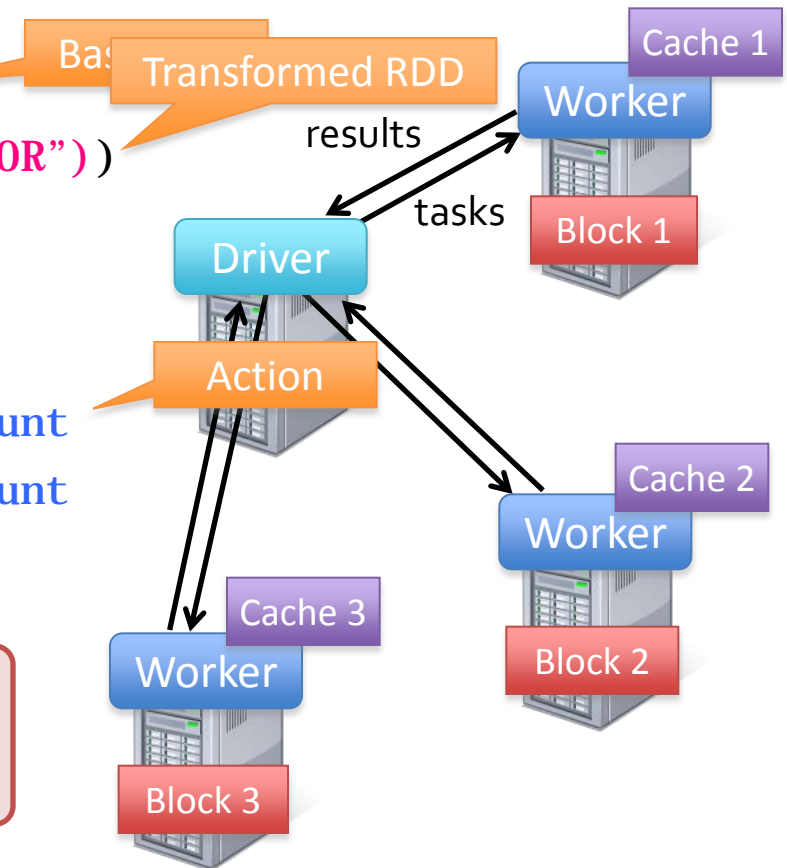 Bas
Transformed RDD
Cache 1
Worker
results
OR”))
tasks
Block 1
Driver
Action
unt
Cache 2
unt
Worker
Cache 3
Block 2
Worker
Block 3